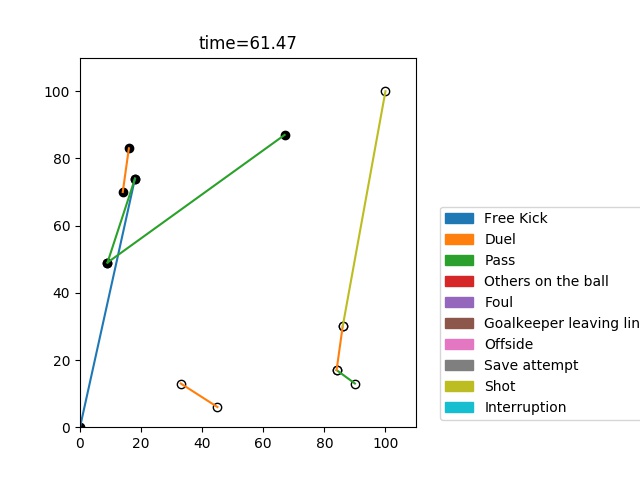 time=61.47
100
80
60
40
20
0
0 20 40 60 80 100
Free Kick
Duel
Pass
Others on the ball
Foul
Goalkeeper leaving lin
Offside
Save attempt
Shot
Interruption